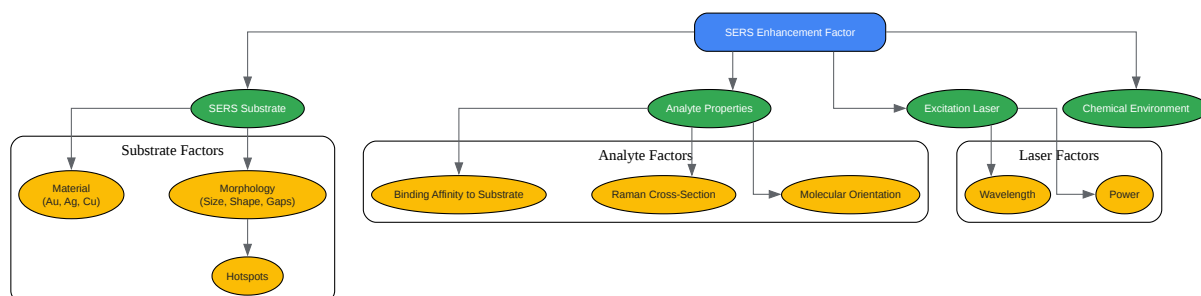 SERS Enhancement Factor
SERS Substrate
Analyte Properties
Excitation Laser
Chemical Environment
Substrate Factors
Analyte Factors
Laser Factors
Material
(Au, Ag, Cu)
Morphology
(Size, Shape, Gaps)
Binding Affinity to Substrate
Raman Cross-Section
Molecular Orientation
Wavelength
Power
Hotspots